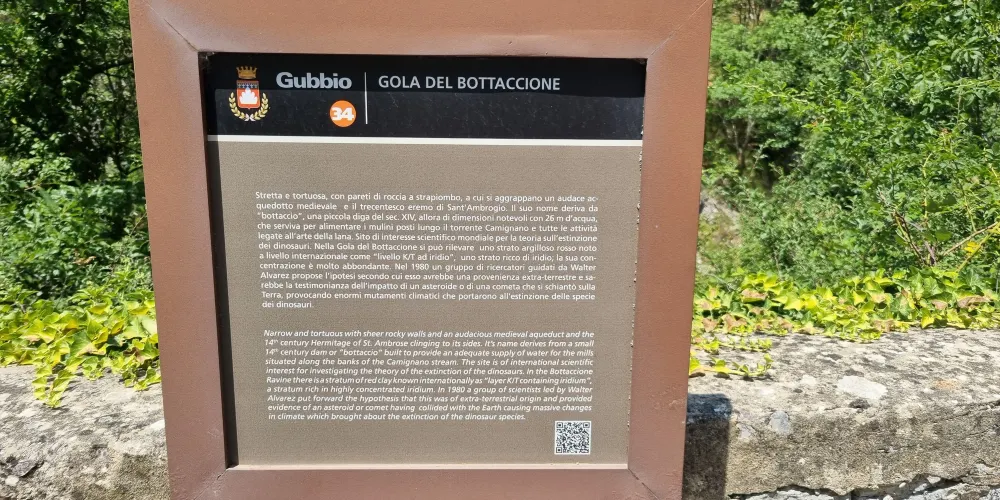 Gubbio
34
GOLA DEL BOTTACCIONE
Stretta e tortuosa, con pareti di roccia a strapiombo, a cui si aggrappano un audace ac-
quedotto medievale e il trecentesco eremo di Sant'Ambrogio. Il suo nome deriva da
"bottaccio", una piccola diga del sec. XIV, allora di dimensioni notevoli con 26 m d'acqua,
che serviva per alimentare i mulini posti lungo il torrente Camignano e tutte le attività
legate all'arte della lana. Sito di interesse scientifico mondiale per la teoria sull'estinzione
dei dinosauri. Nella Gola del Bottaccione si può rilevare uno strato argilloso rosso noto
a livello internazionale come "livello K/T ad iridio", uno strato ricco di iridio; la sua con-
centrazione è molto abbondante. Nel 1980 un gruppo di ricercatori guidati da Walter
Alvarez propose l'ipotesi secondo cui esso avrebbe una provenienza extra-terrestre e sa-
rebbe la testimonianza dell'impatto di un asteroide o di una cometa che si schiantò sulla
Terra, provocando enormi mutamenti climatici che portarono all'estinzione delle specie
dei dinosauri.
Narrow and tortuous with sheer rocky walls and an audacious medieval aqueduct and the
14th century Hermitage of St. Ambrose clinging to its sides. It's name derives from a small
14th century dam or "bottaccio" built to provide an adequate supply of water for the mills
situated along the banks of the Camignano stream. The site is of international scientific
interest for investigating the theory of the extinction of the dinosaurs. In the Bottaccione
Ravine there is a stratum of red clay known internationally as "layer K/T containing iridium",
a stratum rich in highly concentrated iridium. In 1980 a group of scientists led by Walter
Alvarez put forward the hypothesis that this was of extra-terrestrial origin and provided
evidence of an asteroid or comet having collided with the Earth causing massive changes
in climate which brought about the extinction of the dinosaur species.